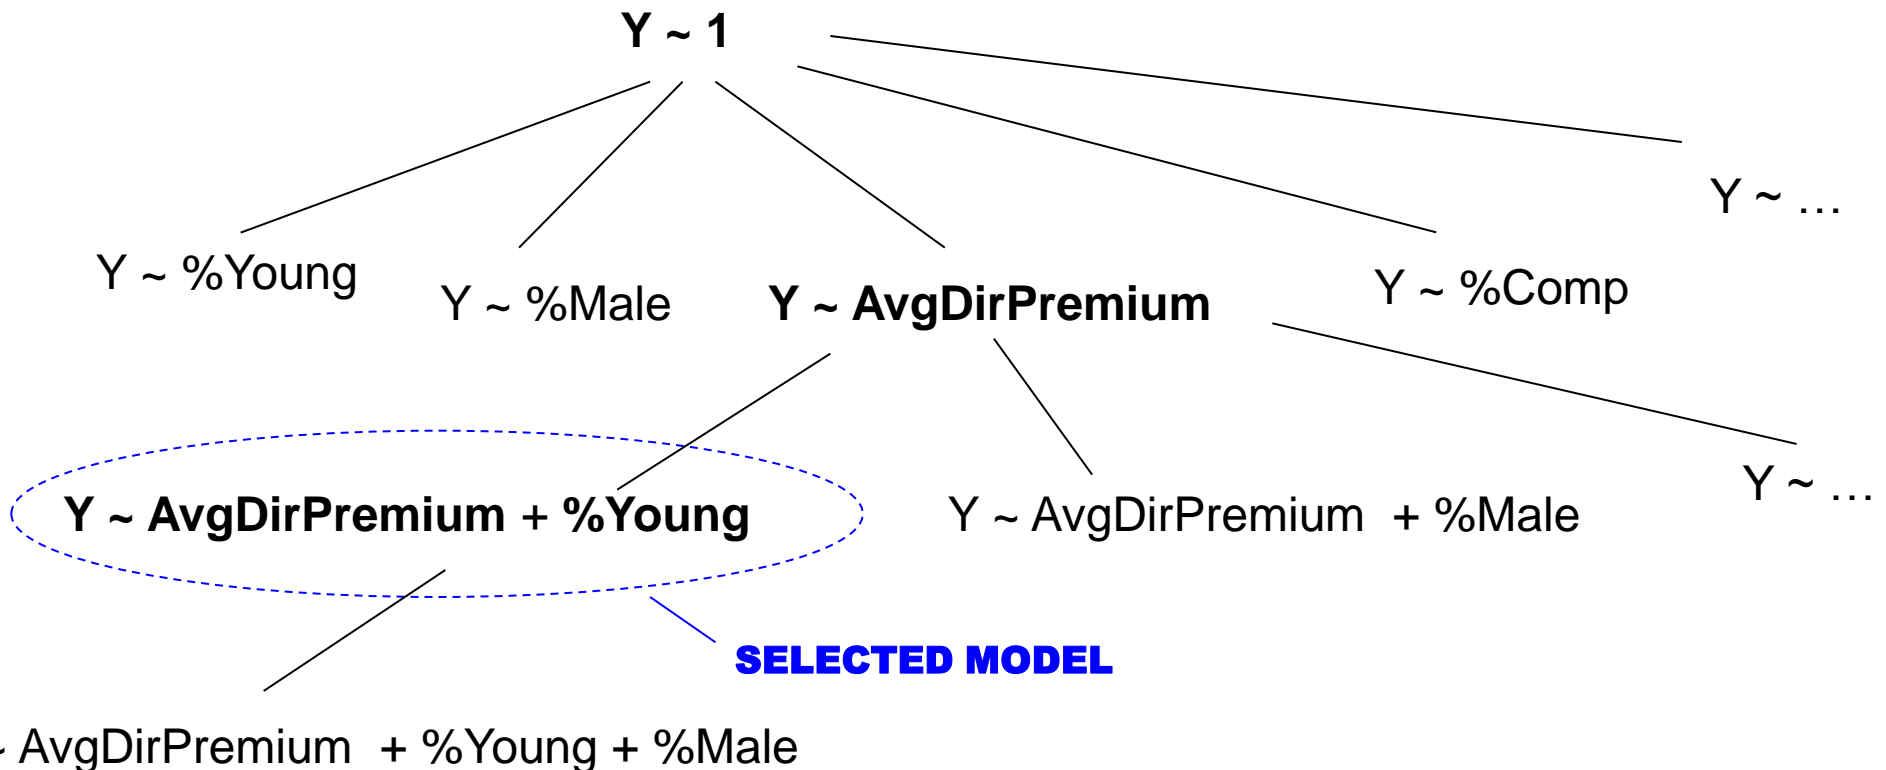 Y ~ 1
Y ~ …
Y ~ %Young
Y ~ %Male
Y ~ AvgDirPremium
Y ~ %Comp
Y ~ AvgDirPremium + %Young
Y ~ AvgDirPremium + %Male
Y ~ …
SELECTED MODEL
~ AvgDirPremium + %Young + %Male